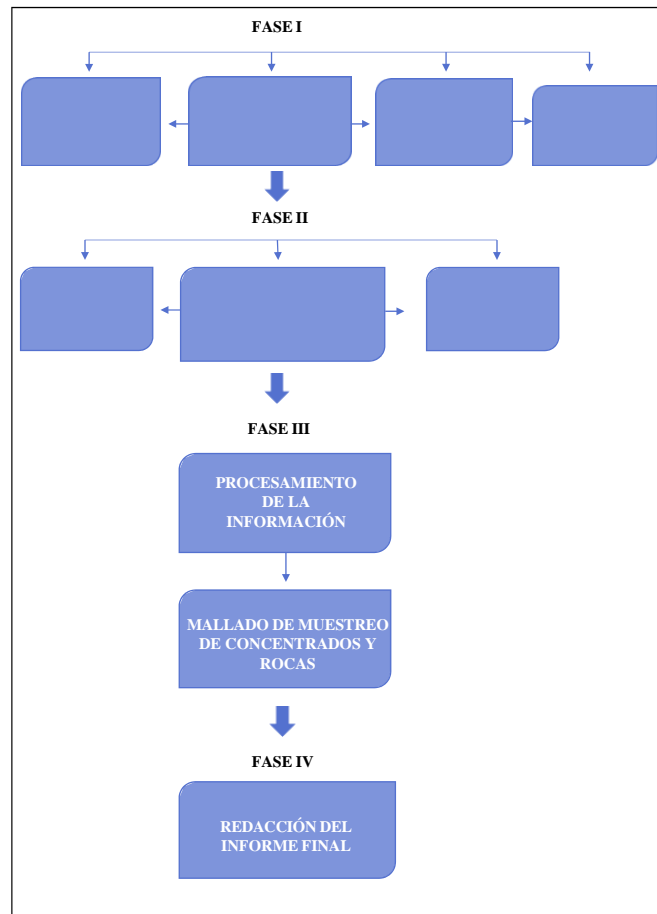 FASE I
FASE II
FASE III
PROCESAMIENTO
DE LA
INFORMACIÓN
MALLADO DE MUESTREO
DE CONCENTRADOS Y
ROCAS
FASE IV
REDACCIÓN DEL
INFORME FINAL